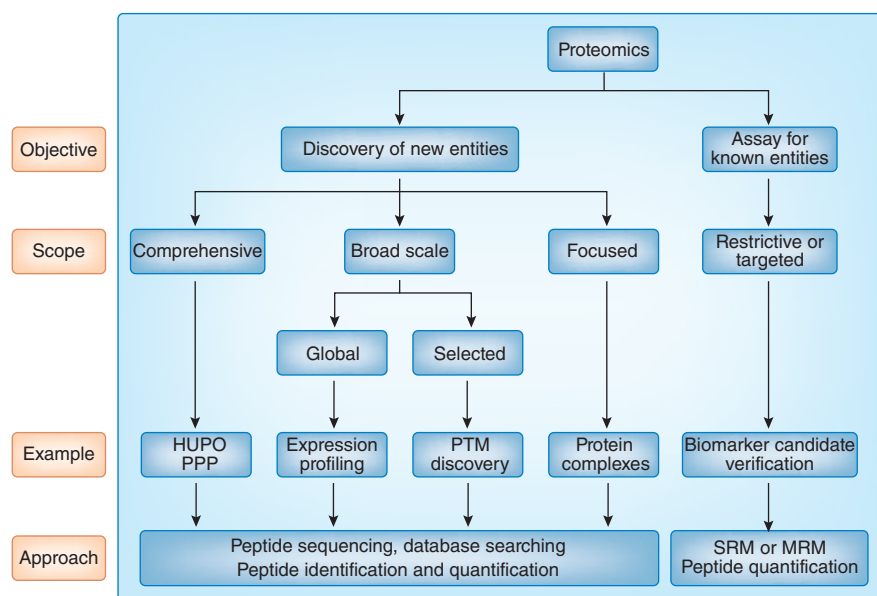 Proteomics
Objective
Discovery of new entities
Assay for
known entities
Scope
Comprehensive
Broad scale
Focused
Restrictive or
targeted
Global
Selected
Example
HUPO
PPP
Expression
profiling
PTM
discovery
Protein
complexes
Biomarker candidate
verification
Approach
Peptide sequencing, database searching
Peptide identification and quantification
SRM or MRM
Peptide quantification